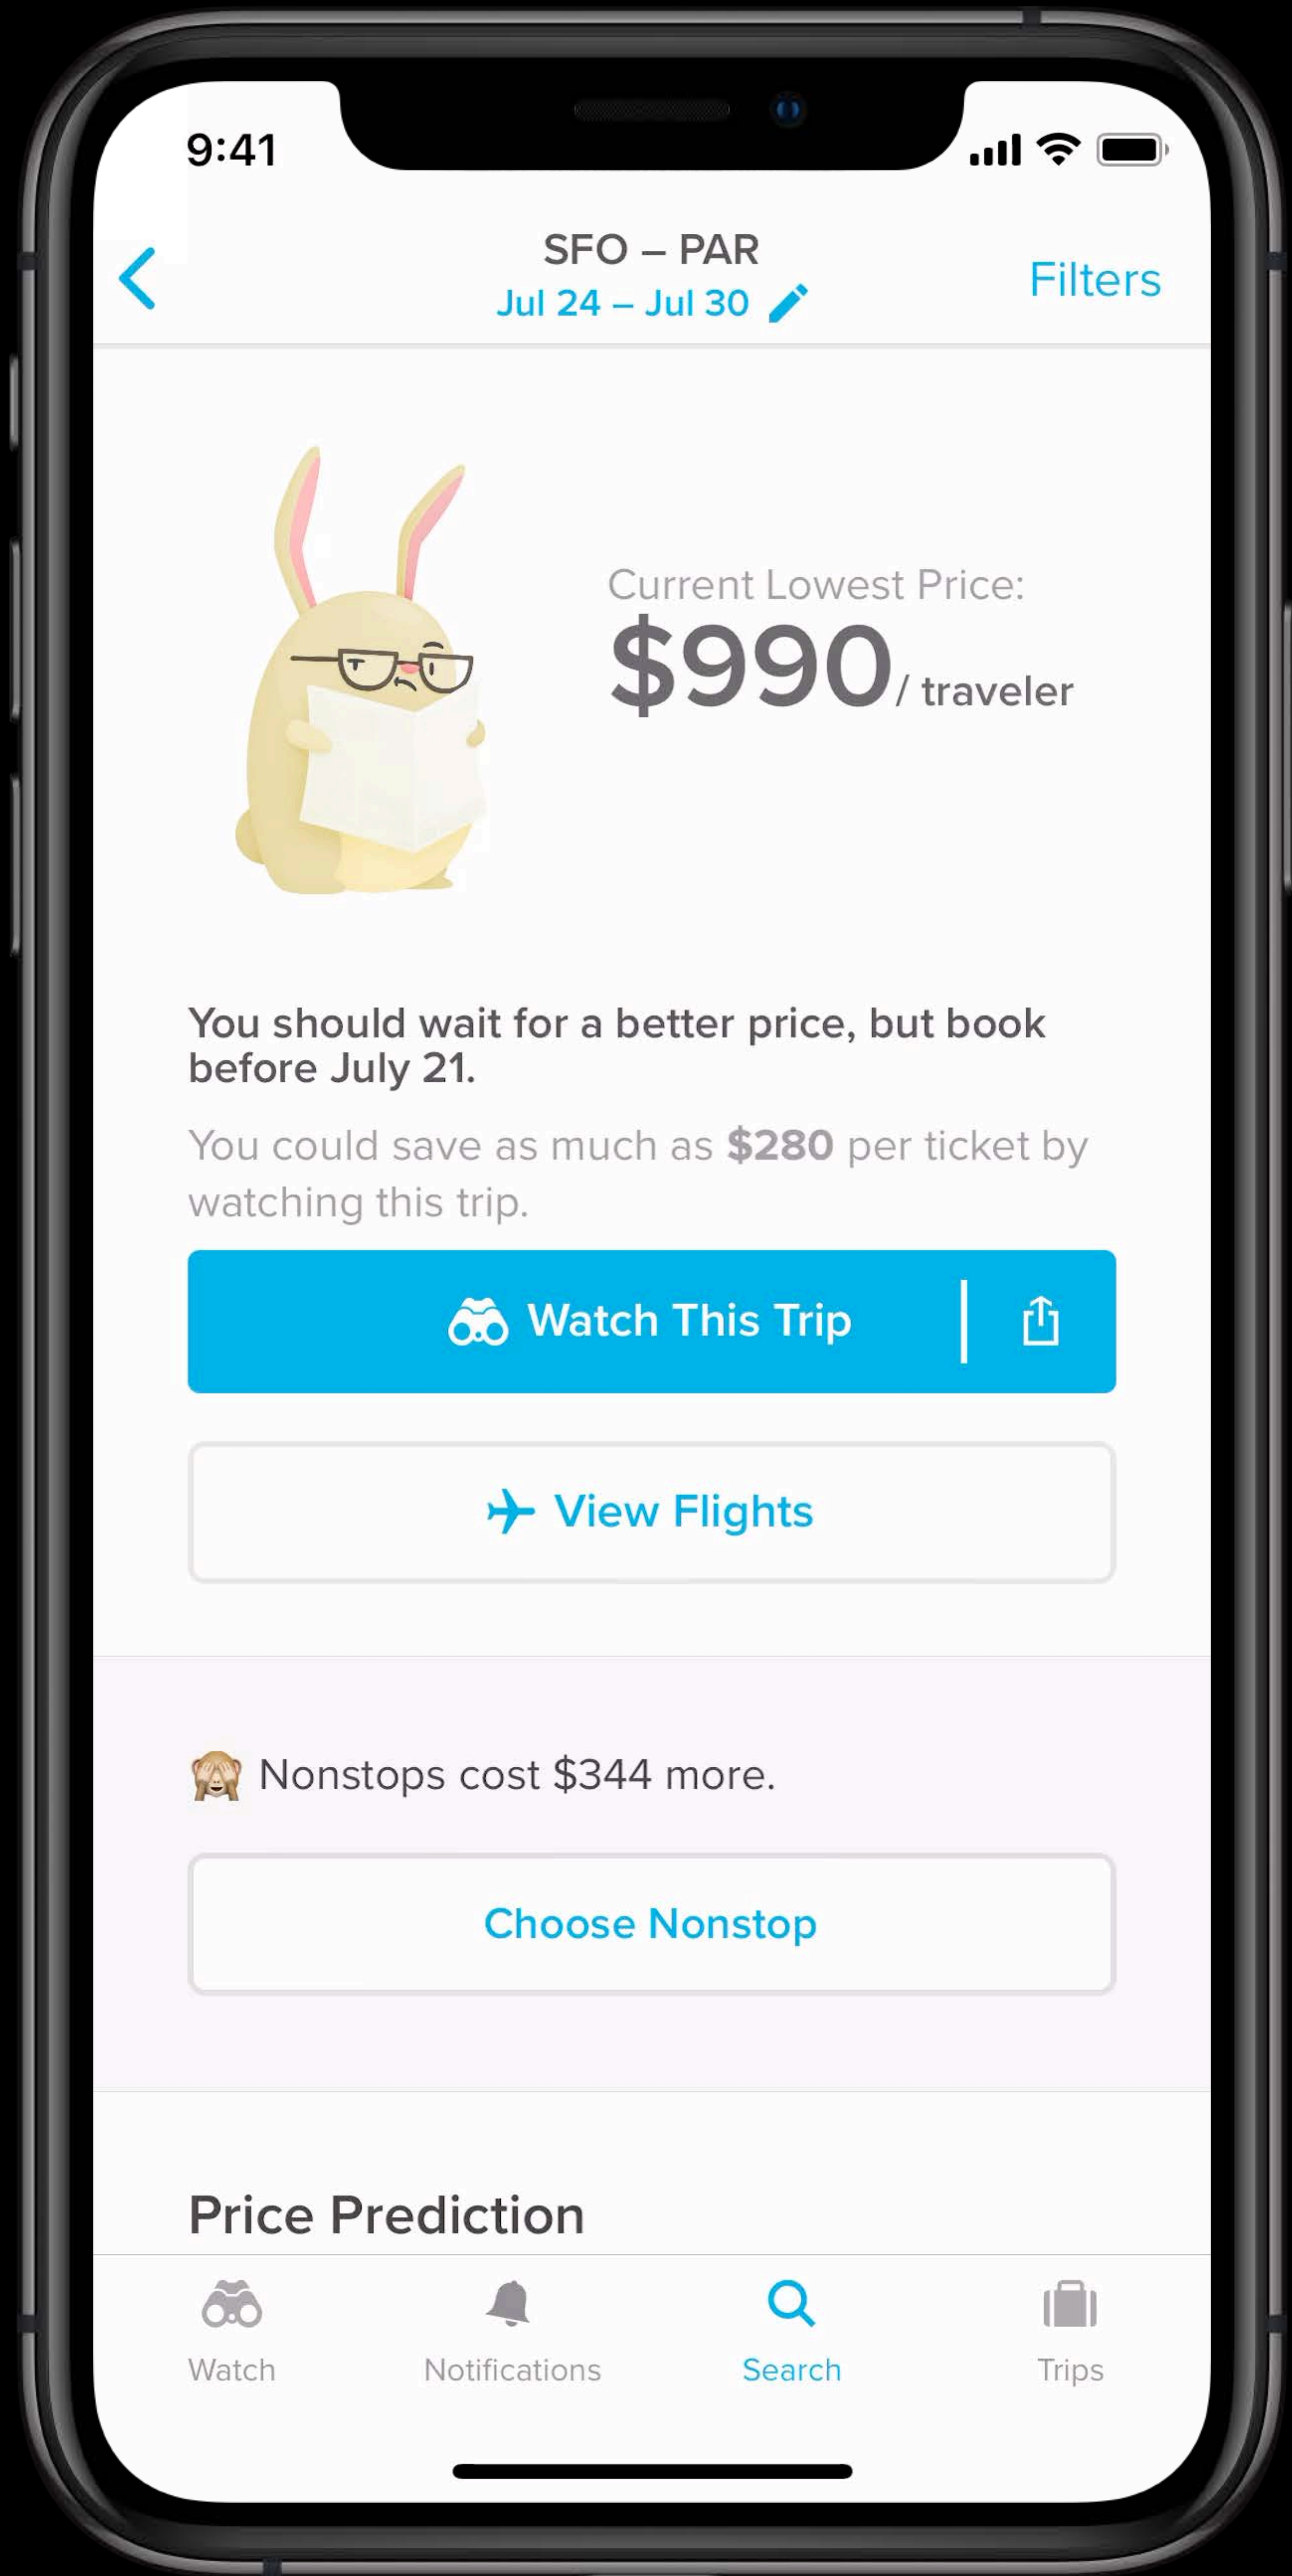 9:41
SFO – PAR
Jul 24 – Jul 30
Filters
Current Lowest Price:
$990/ traveler
You should wait for a better price, but book
before July 21.
You could save as much as $280 per ticket by
watching this trip.
Watch This Trip
View Flights
Nonstops cost $344 more.
Choose Nonstop
Price Prediction
Watch
Notifications
Search
Trips